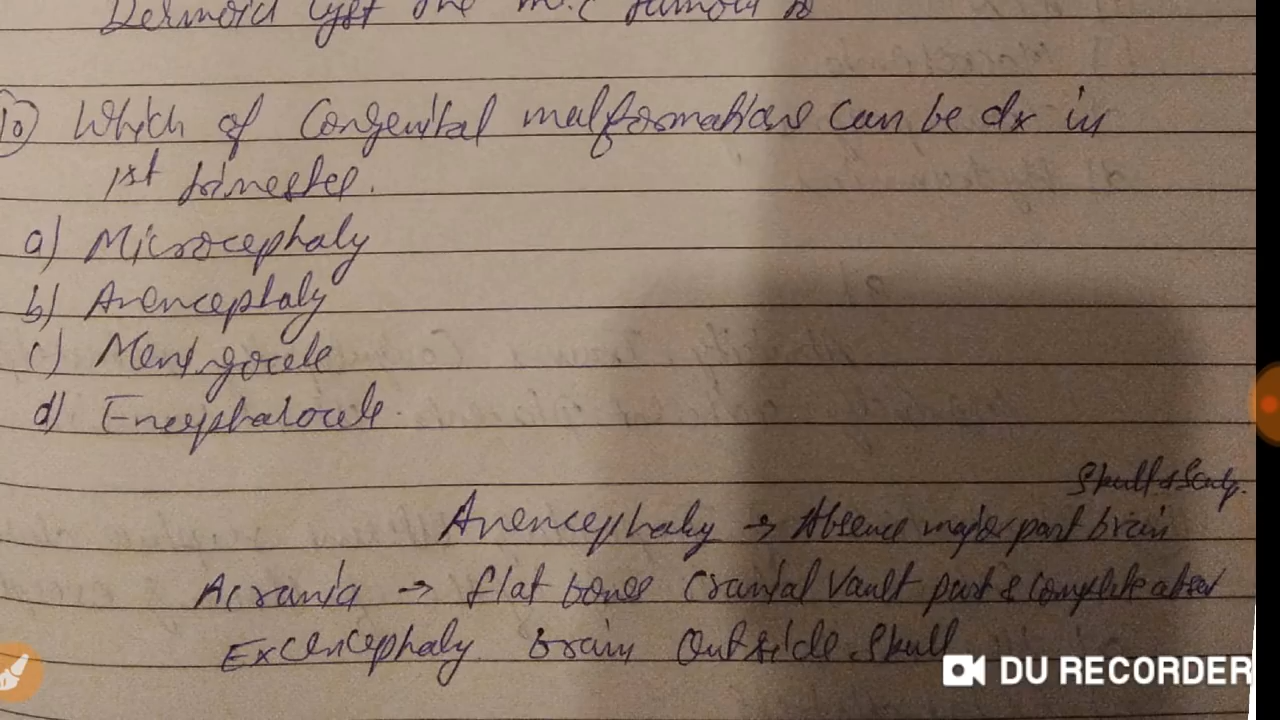 Dermoid Cyst the m.c
10) Which of Congenital malformations can be dx in
1st trimester.
a) Microcephaly
b) Anencephaly
c) Meningocele
d) Encephalocele.
Skull & Scalp.
Anencephaly → Absence major part brain
Acrania → flat bones Cranial Vault part & complete absent
Exencephaly brain Outside skull
DU RECORDER